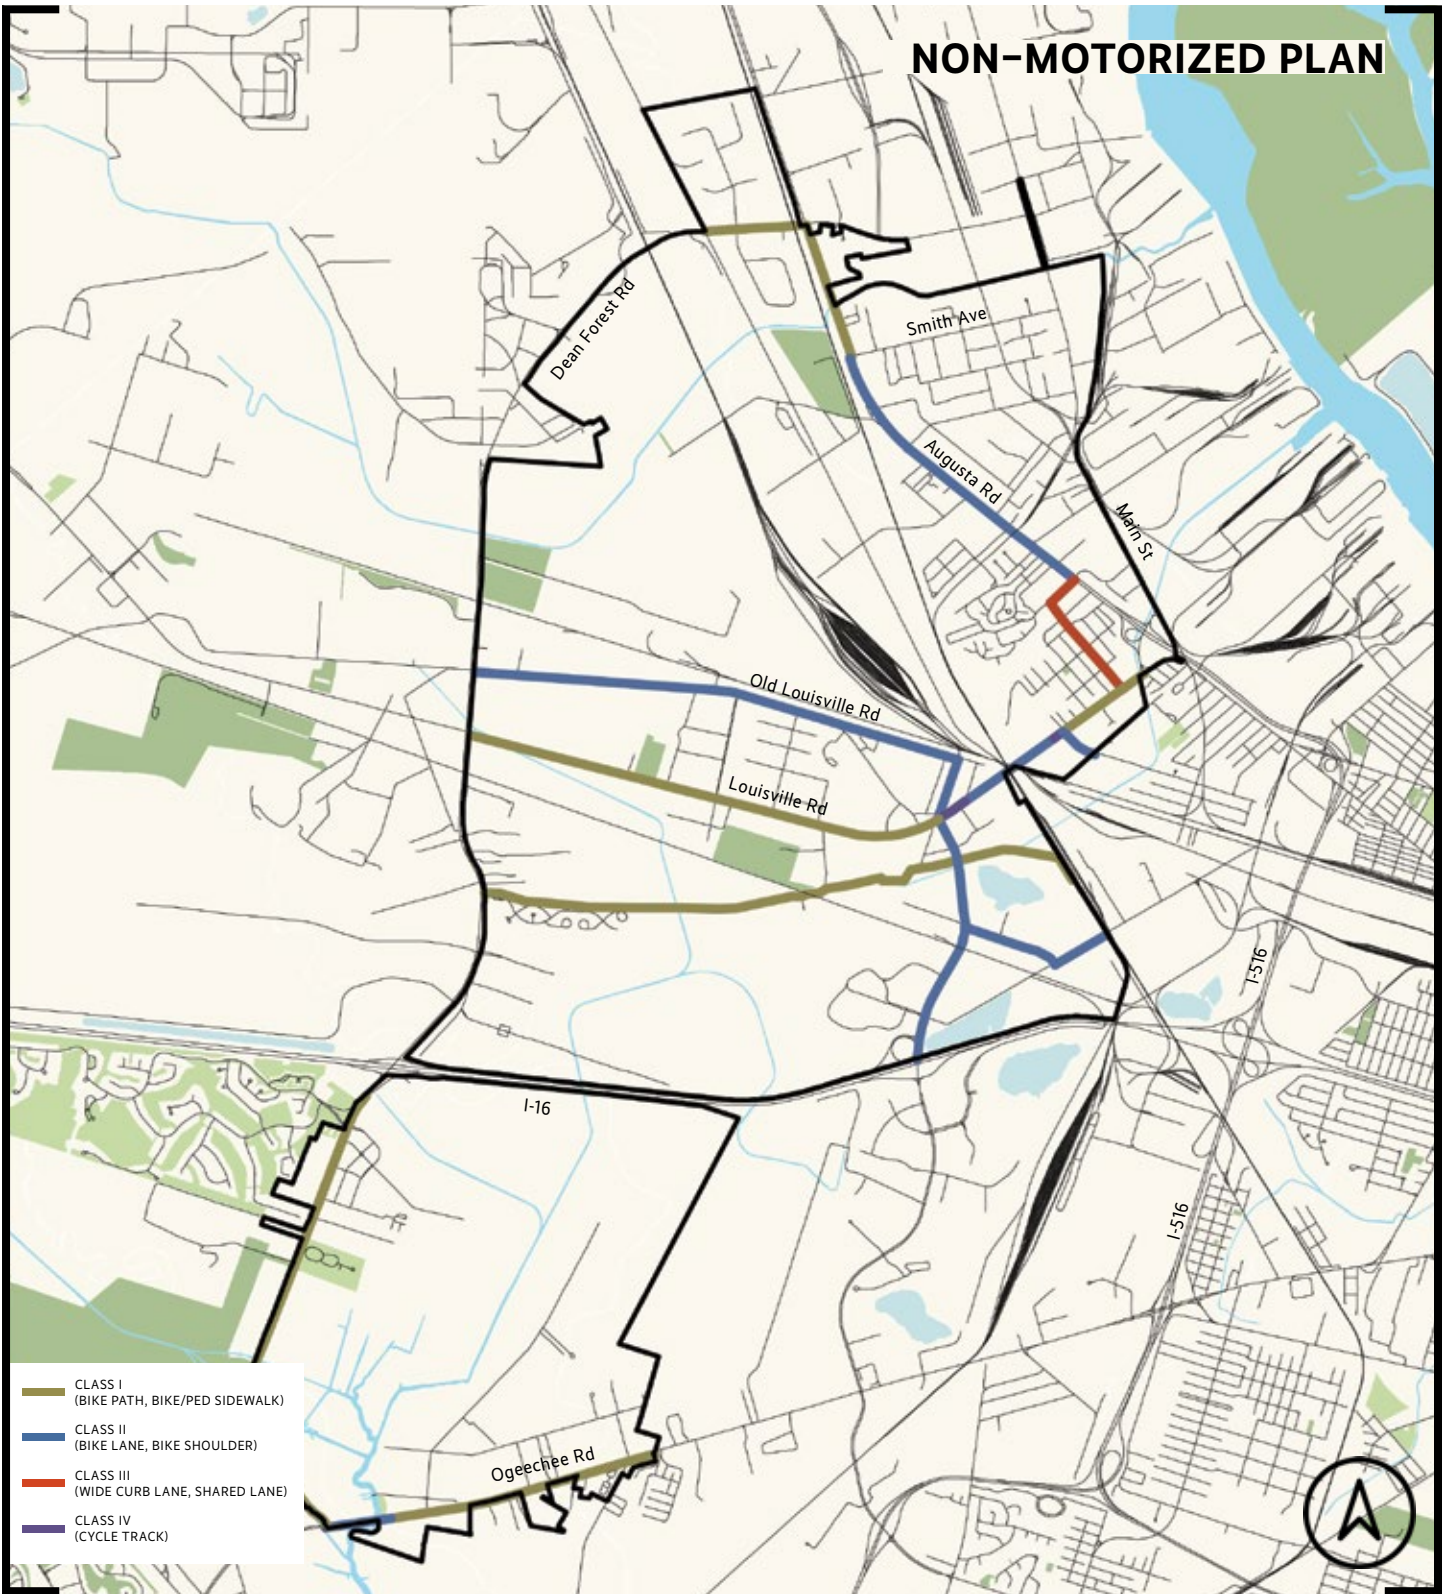 NON-MOTORIZED PLAN
Dean Forest Rd
Smith Ave
Augusta Rd
Main St
Old Louisville Rd
Louisville Rd
I-516
I-16
I-516
Ogeechee Rd
CLASS I
(BIKE PATH, BIKE/PED SIDEWALK)
CLASS II
(BIKE LANE, BIKE SHOULDER)
CLASS III
(WIDE CURB LANE, SHARED LANE)
CLASS IV
(CYCLE TRACK)